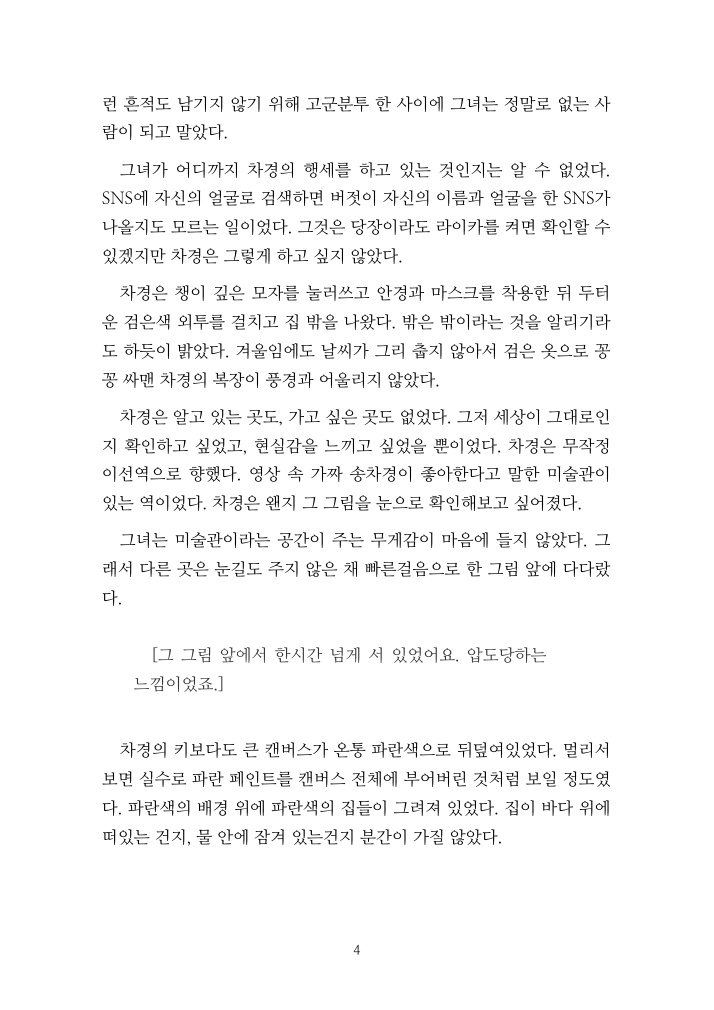 런 흔적도 남기지 않기 위해 고군분투 한 사이에 그녀는 정말로 없는 사
람이 되고 말았다.
그녀가 어디까지 차경의 행세를 하고 있는 것인지는 알 수 없었다.
SNS에 자신의 얼굴로 검색하면 버젓이 자신의 이름과 얼굴을 한 SNS가
나올지도 모르는 일이었다. 그것은 당장이라도 라이카를 켜면 확인할 수
있겠지만 차경은 그렇게 하고 싶지 않았다.
차경은 챙이 깊은 모자를 눌러쓰고 안경과 마스크를 착용한 뒤 두터
운 검은색 외투를 걸치고 집 밖을 나왔다. 밖은 밖이라는 것을 알리기라
도 하듯이 밝았다. 겨울임에도 날씨가 그리 춥지 않아서 검은 옷으로 꽁
꽁 싸맨 차경의 복장이 풍경과 어울리지 않았다.
차경은 알고 있는 곳도, 가고 싶은 곳도 없었다. 그저 세상이 그대로인
지 확인하고 싶었고, 현실감을 느끼고 싶었을 뿐이었다. 차경은 무작정
이선역으로 향했다. 영상 속 가짜 송차경이 좋아한다고 말한 미술관이
있는 역이었다. 차경은 왠지 그 그림을 눈으로 확인해보고 싶어졌다.
그녀는 미술관이라는 공간이 주는 무게감이 마음에 들지 않았다. 그
래서 다른 곳은 눈길도 주지 않은 채 빠른걸음으로 한 그림 앞에 다다랐
다.
[그 그림 앞에서 한시간 넘게 서 있었어요. 압도당하는
느낌이었죠.]
차경의 키보다도 큰 캔버스가 온통 파란색으로 뒤덮여있었다. 멀리서
보면 실수로 파란 페인트를 캔버스 전체에 부어버린 것처럼 보일 정도였
다. 파란색의 배경 위에 파란색의 집들이 그려져 있었다. 집이 바다 위에
떠있는 건지, 물 안에 잠겨 있는건지 분간이 가질 않았다.
4